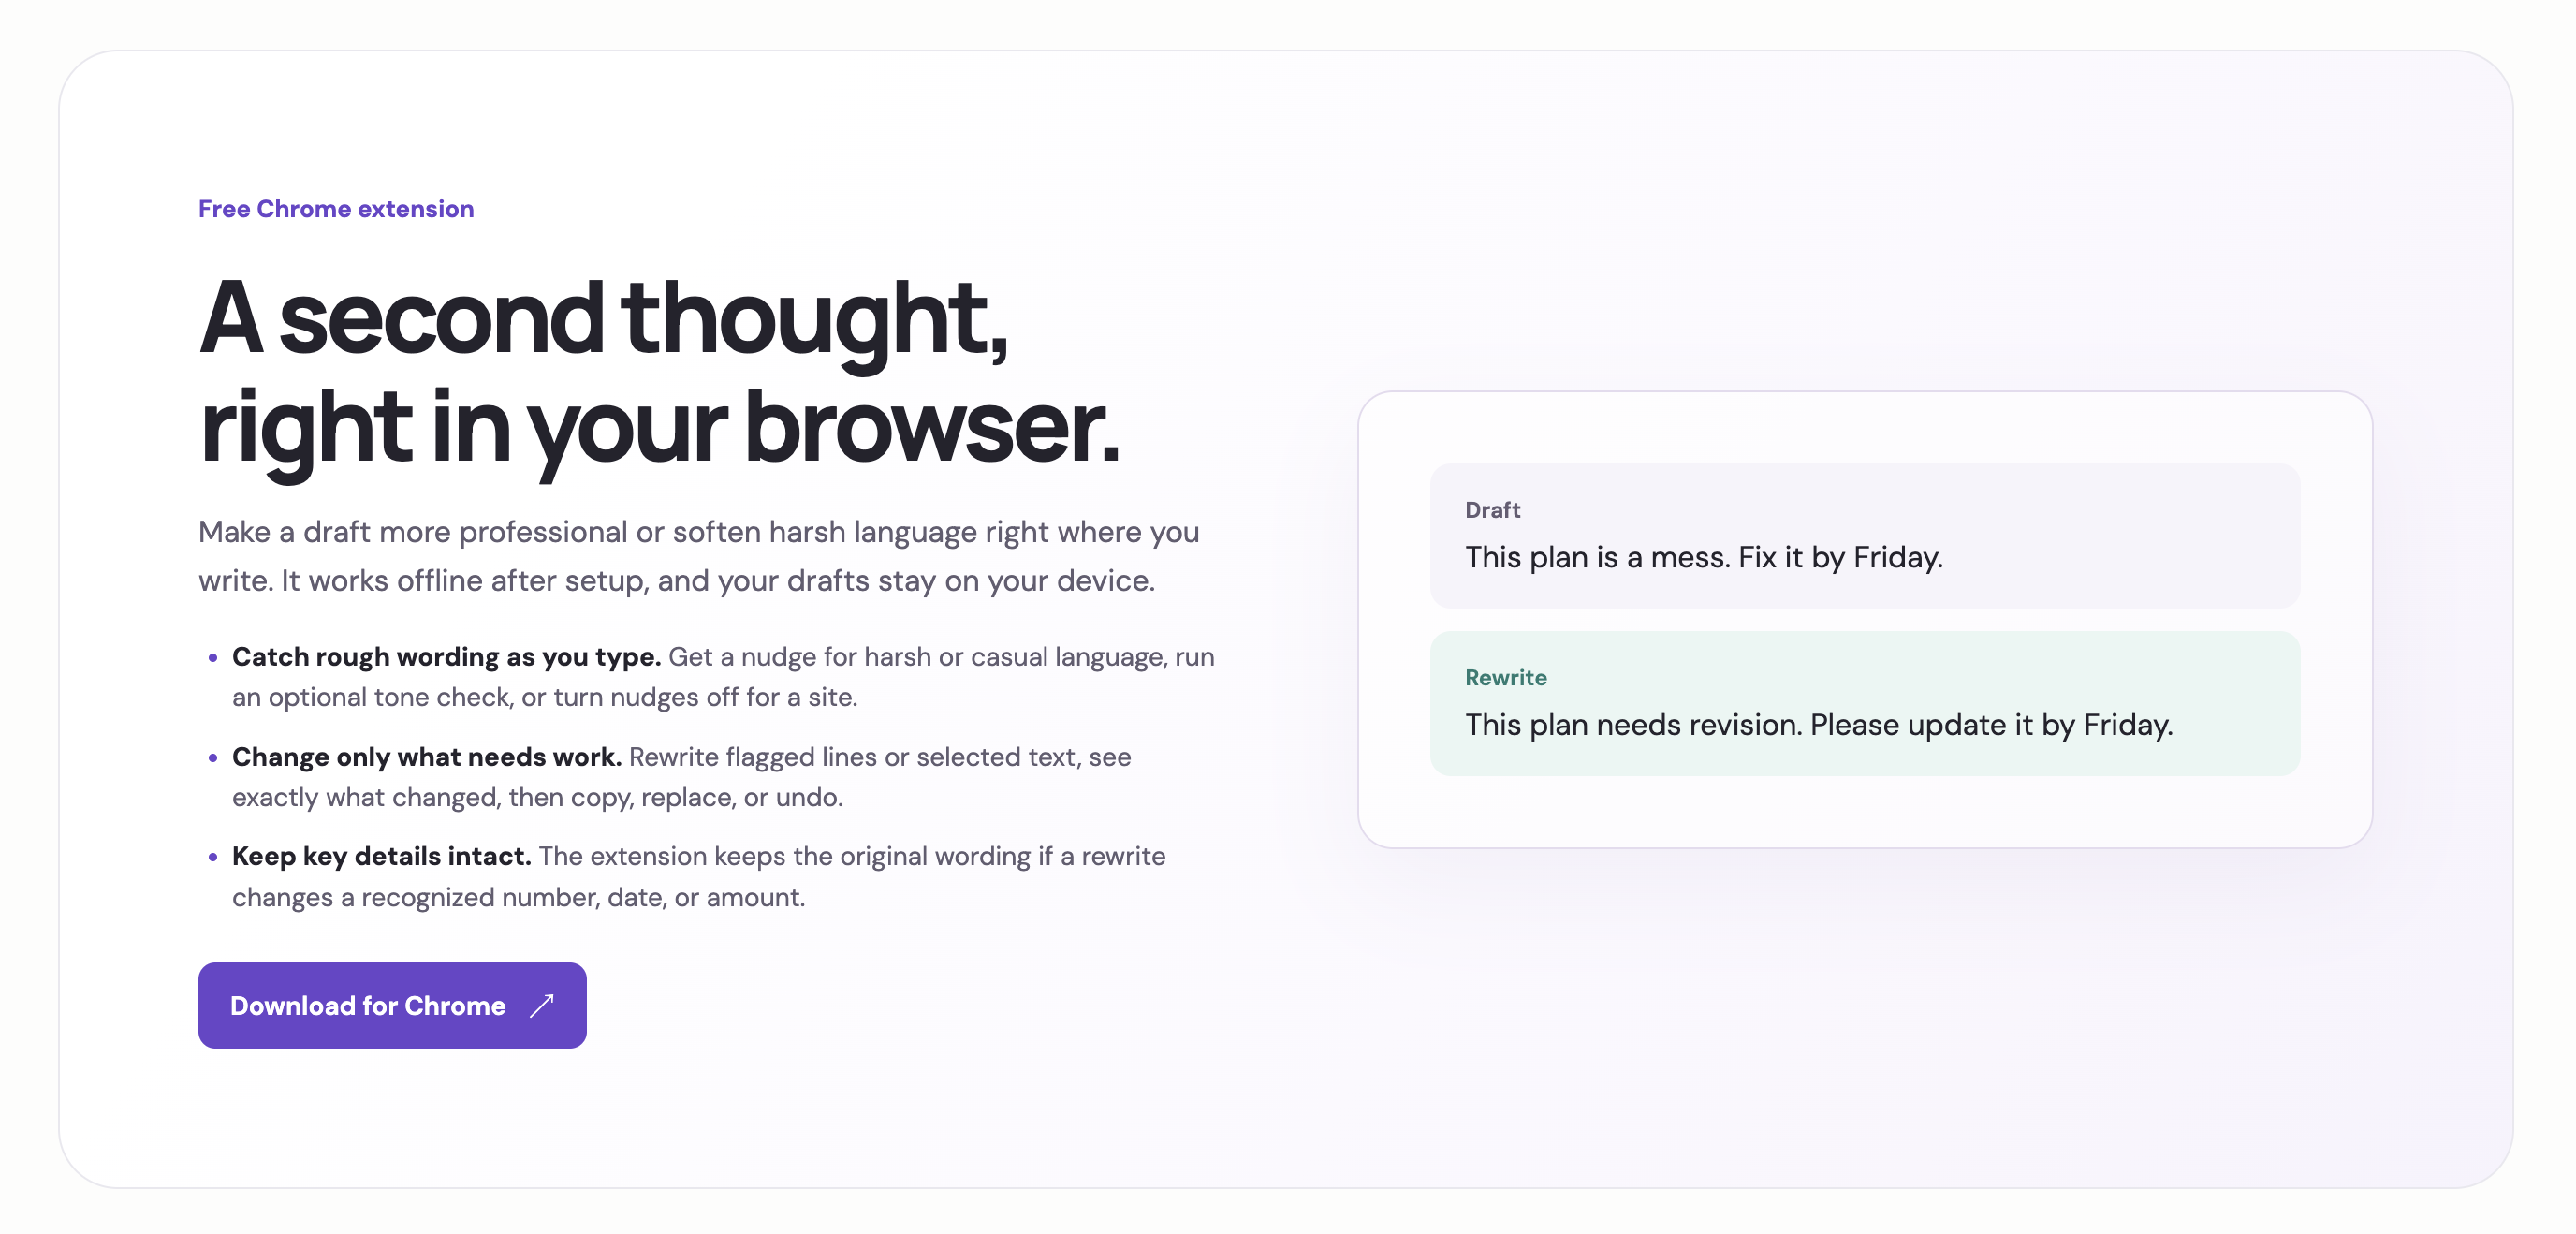 Free Chrome extension
A second thought,
right in your browser.
Make a draft more professional or soften harsh language right where you
write. It works offline after setup, and your drafts stay on your device.
• Catch rough wording as you type. Get a nudge for harsh or casual language, run
an optional tone check, or turn nudges off for a site.
• Change only what needs work. Rewrite flagged lines or selected text, see
exactly what changed, then copy, replace, or undo.
• Keep key details intact. The extension keeps the original wording if a rewrite
changes a recognized number, date, or amount.
Download for Chrome ↗
Draft
This plan is a mess. Fix it by Friday.
Rewrite
This plan needs revision. Please update it by Friday.